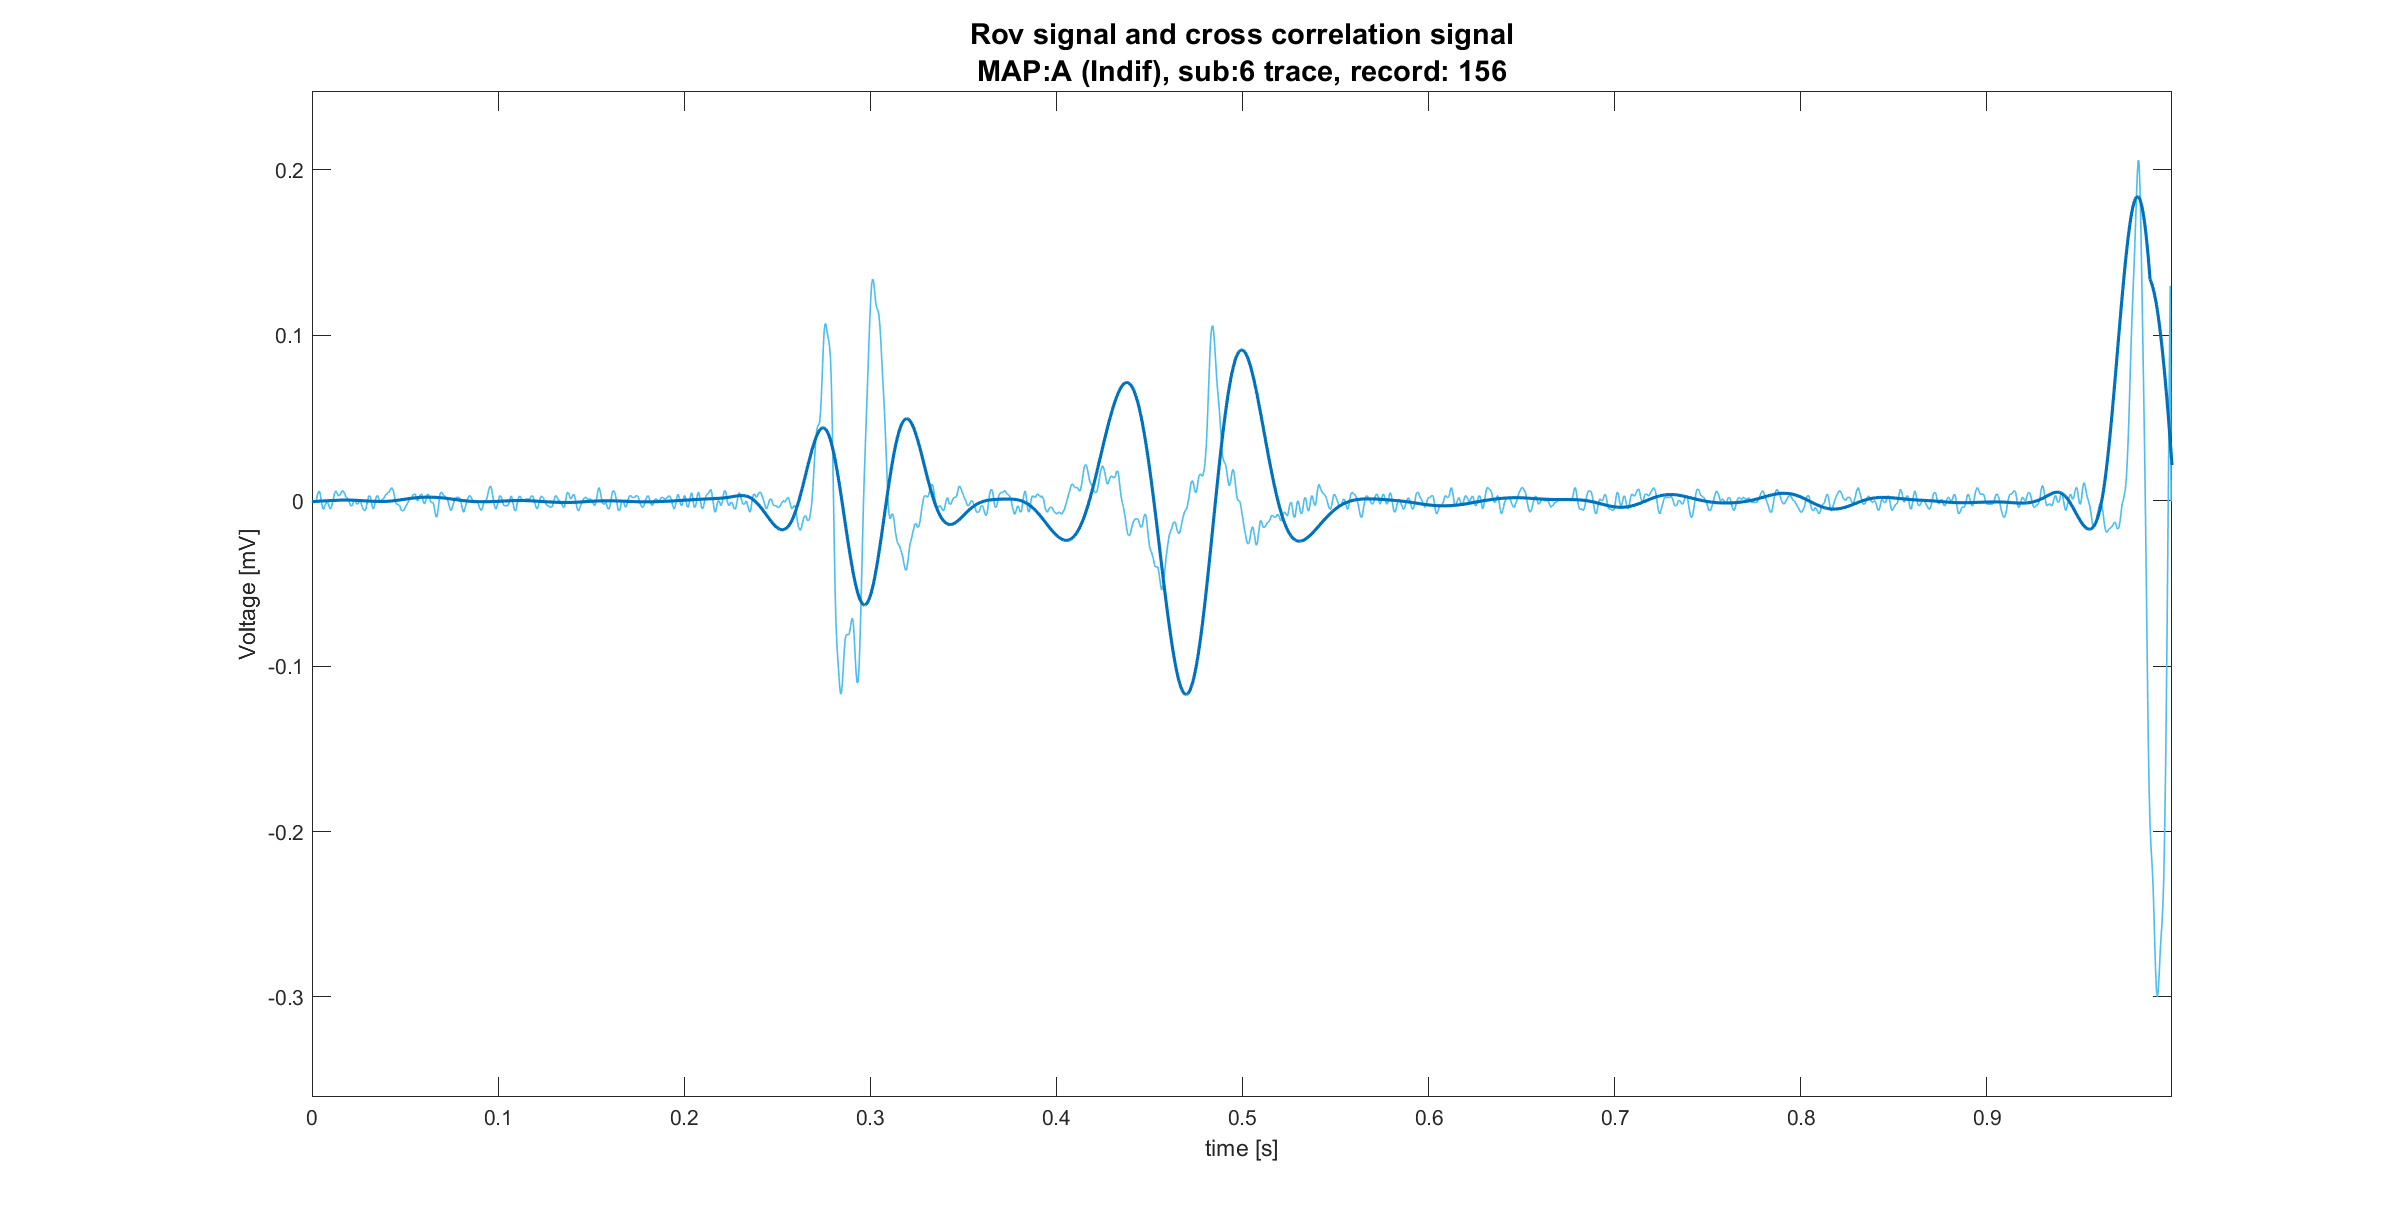 Rov signal and cross correlation signal
MAP:A (Indif), sub:6 trace, record: 156
0.2
0.1
0
-0.1
-0.2
-0.3
Voltage [mV]
0 0.1 0.2 0.3 0.4 0.5 0.6 0.7 0.8 0.9
time [s]